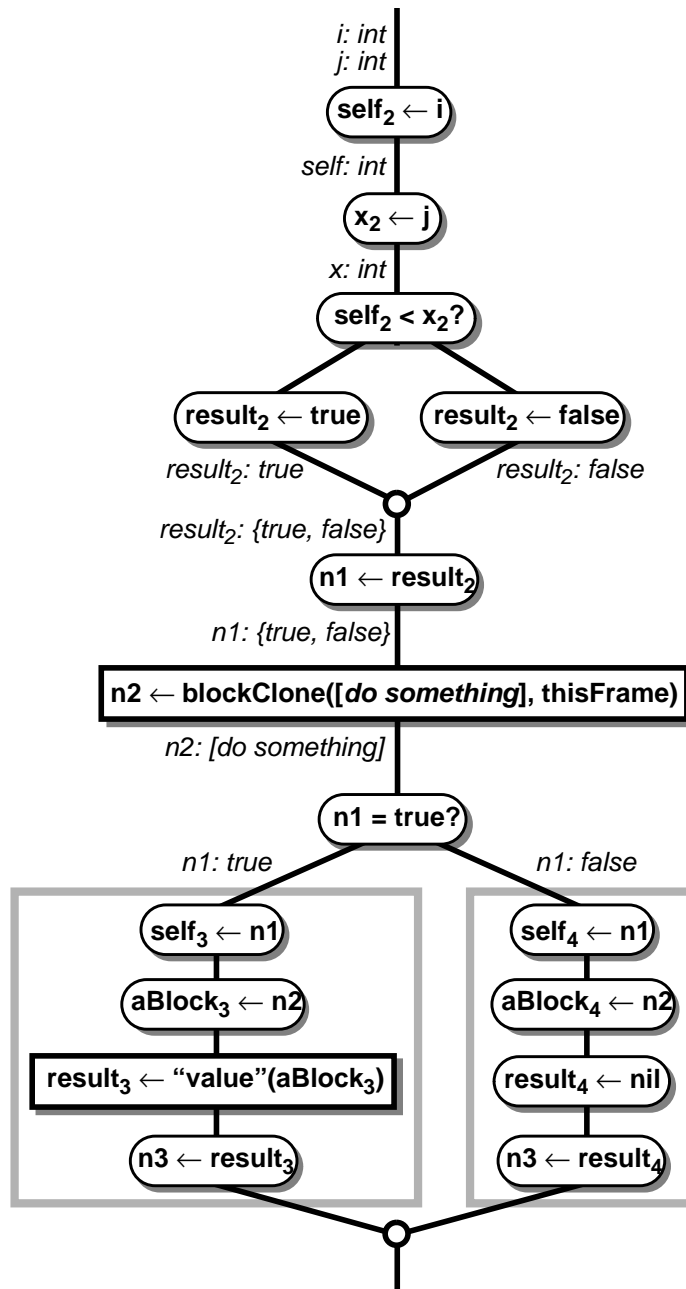 i: int
j: int
self₂ ← i
self: int
x₂ ← j
x: int
self₂ < x₂?
result₂ ← true
result₂ ← false
result₂: true
result₂: false
result₂: {true, false}
n1 ← result₂
n1: {true, false}
n2 ← blockClone([do something], thisFrame)
n2: [do something]
n1 = true?
n1: true
n1: false
self₃ ← n1
self₄ ← n1
aBlock₃ ← n2
aBlock₄ ← n2
result₃ ← “value”(aBlock₃)
result₄ ← nil
n3 ← result₃
n3 ← result₄